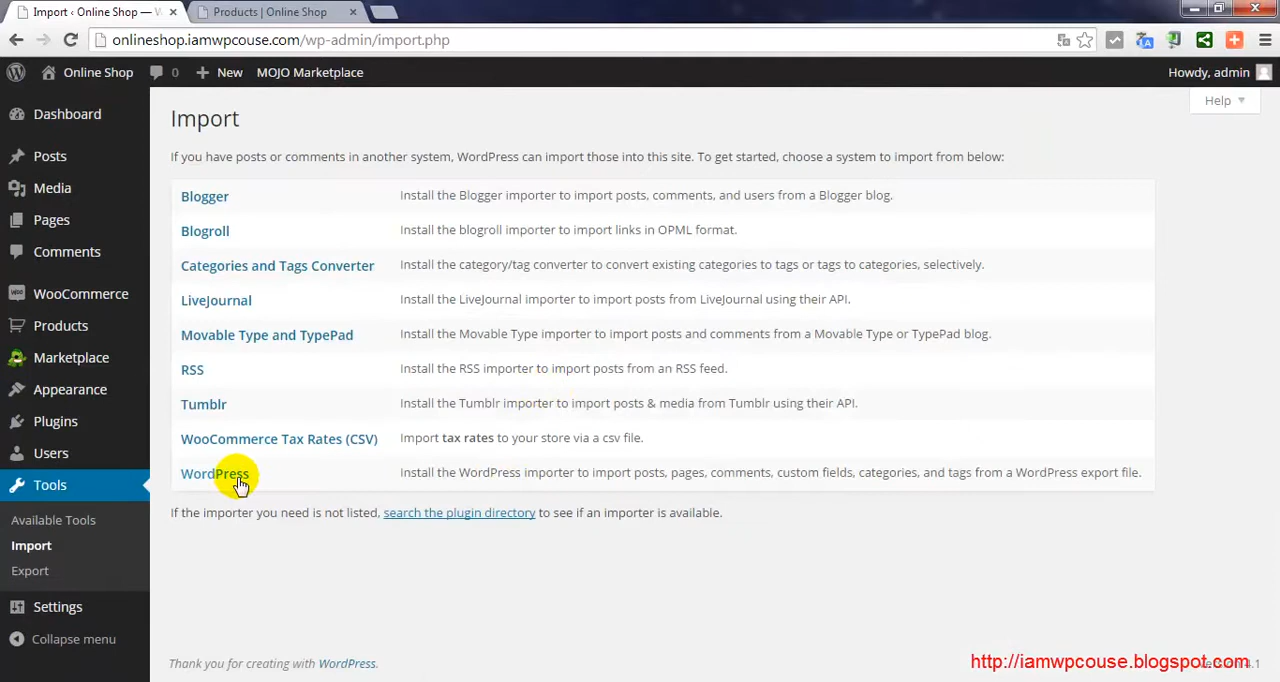 Import ‹ Online Shop — W
Products | Online Shop
onlineshop.iamwpcouse.com/wp-admin/import.php
Online Shop
0
New
MOJO Marketplace
Howdy, admin
Dashboard
Posts
Media
Pages
Comments
WooCommerce
Products
Marketplace
Appearance
Plugins
Users
Tools
Available Tools
Import
Export
Settings
Collapse menu
Help
Import
If you have posts or comments in another system, WordPress can import those into this site. To get started, choose a system to import from below:
Blogger Install the Blogger importer to import posts, comments, and users from a Blogger blog.
Blogroll Install the blogroll importer to import links in OPML format.
Categories and Tags Converter Install the category/tag converter to convert existing categories to tags or tags to categories, selectively.
LiveJournal Install the LiveJournal importer to import posts from LiveJournal using their API.
Movable Type and TypePad Install the Movable Type importer to import posts and comments from a Movable Type or TypePad blog.
RSS Install the RSS importer to import posts from an RSS feed.
Tumblr Install the Tumblr importer to import posts & media from Tumblr using their API.
WooCommerce Tax Rates (CSV) Import tax rates to your store via a csv file.
WordPress Install the WordPress importer to import posts, pages, comments, custom fields, categories, and tags from a WordPress export file.
If the importer you need is not listed, search the plugin directory to see if an importer is available.
Thank you for creating with WordPress.
http://iamwpcouse.blogspot.com